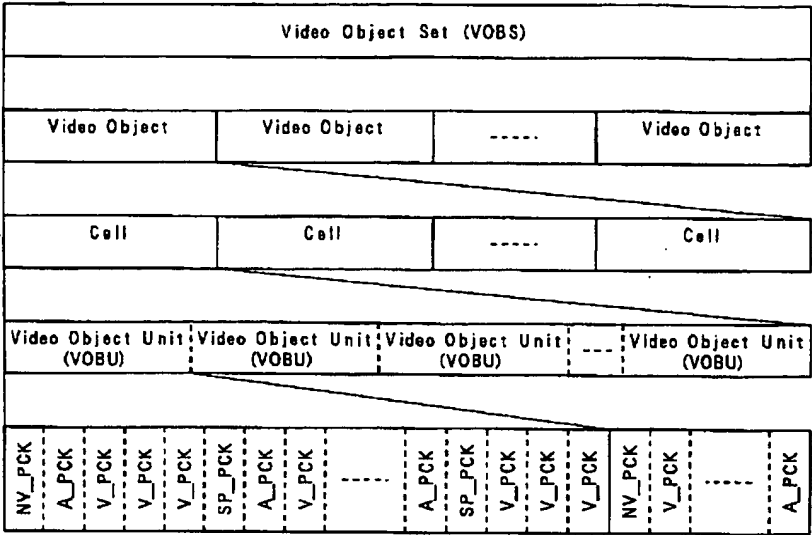 Video Object Set (VOBS)
Video Object Video Object ----- Video Object
Cell Cell ----- Cell
Video Object Unit Video Object Unit Video Object Unit ---- Video Object Unit
(VOBU) (VOBU) (VOBU) (VOBU)
NV_PCK A_PCK V_PCK V_PCK V_PCK SP_PCK A_PCK V_PCK ----- A_PCK SP_PCK V_PCK V_PCK V_PCK NV_PCK V_PCK ----- A_PCK